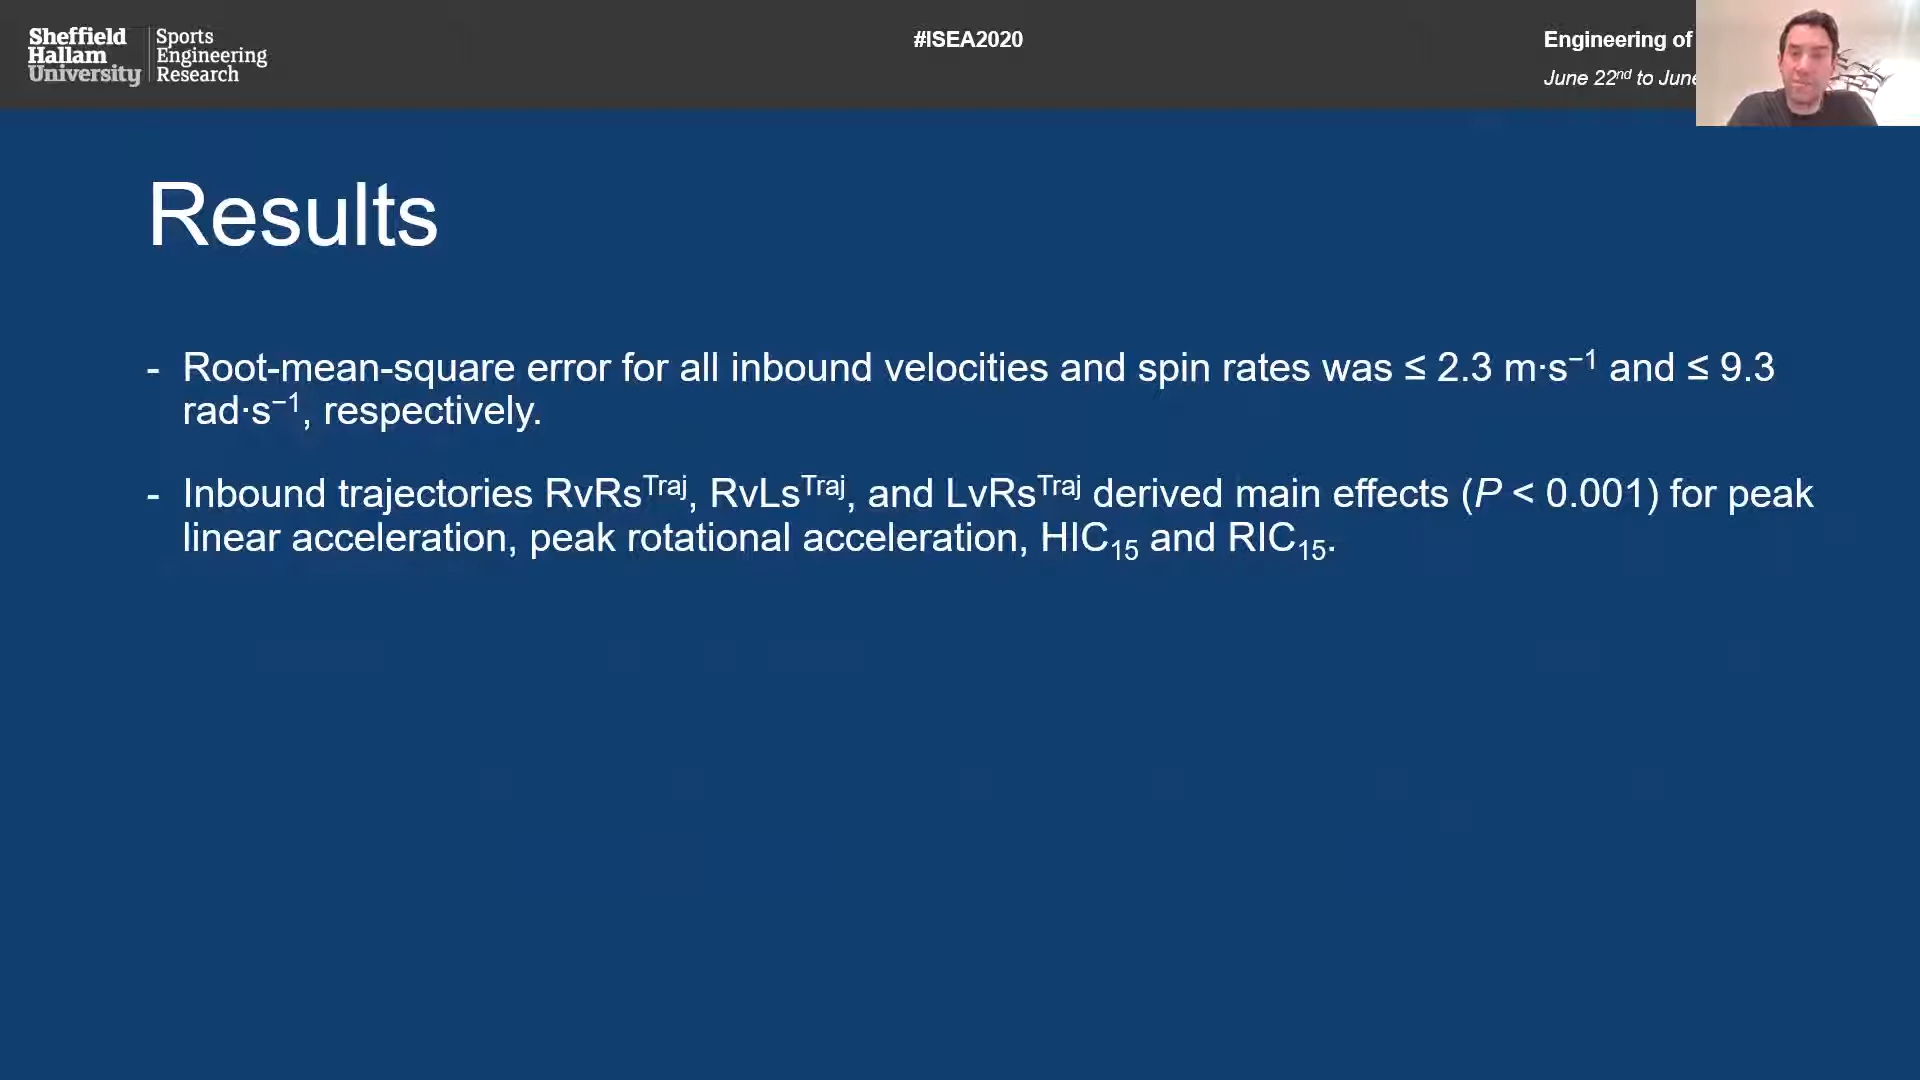 Sheffield
Hallam
University
Sports
Engineering
Research
#ISEA2020
Engineering of
June 22nd to June
Results
- Root-mean-square error for all inbound velocities and spin rates was ≤ 2.3 m·s⁻¹ and ≤ 9.3
rad·s⁻¹, respectively.
- Inbound trajectories RvRsTraj, RvLsTraj, and LvRsTraj derived main effects (P < 0.001) for peak
linear acceleration, peak rotational acceleration, HIC₁₅ and RIC₁₅.